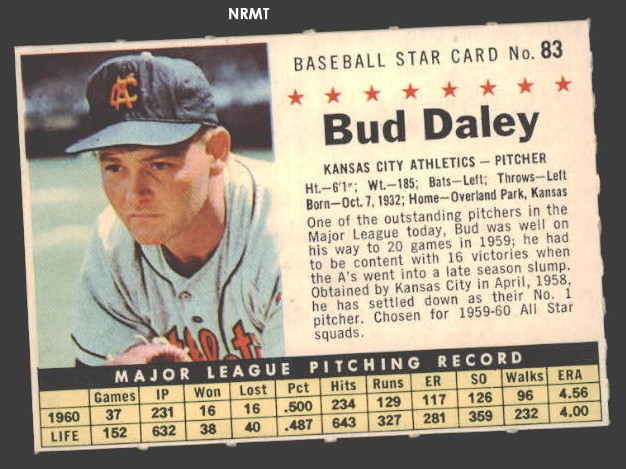 NRMT
BASEBALL STAR CARD No. 83
★ ★ ★ ★ ★ ★ ★ ★
Bud Daley
KANSAS CITY ATHLETICS — PITCHER
Ht.—6'1"; Wt.—185; Bats—Left; Throws—Left
Born—Oct. 7, 1932; Home—Overland Park, Kansas
One of the outstanding pitchers in the
Major League today, Bud was well on
his way to 20 games in 1959; he had
to be content with 16 victories when
the A's went into a late season slump.
Obtained by Kansas City in April, 1958,
he has settled down as their No. 1
pitcher. Chosen for 1959-60 All Star
squads.
MAJOR LEAGUE PITCHING RECORD
Games IP Won Lost Pct Hits Runs ER SO Walks ERA
1960 37 231 16 16 .500 234 129 117 126 96 4.56
LIFE 152 632 38 40 .487 643 327 281 359 232 4.00